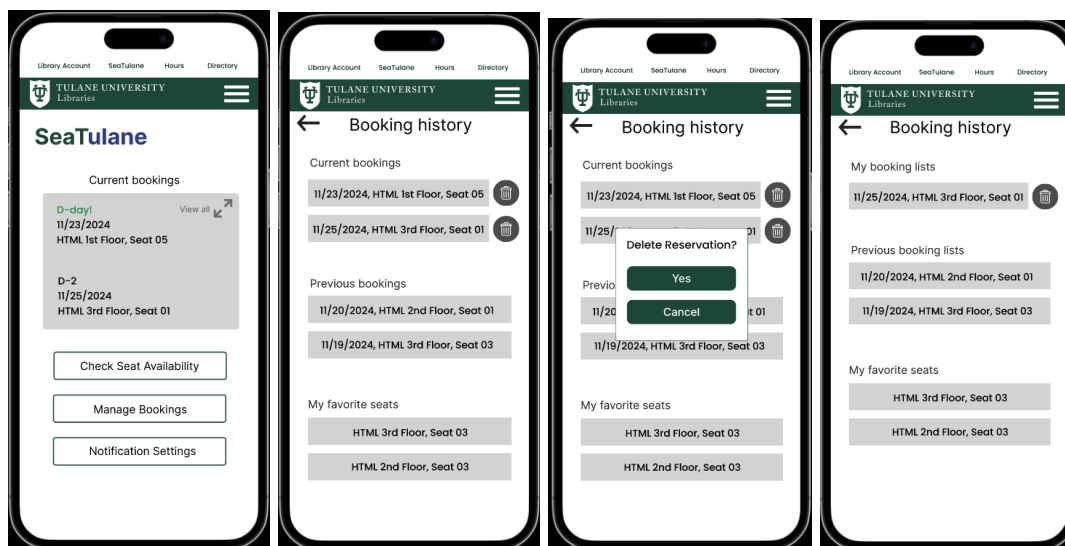 Library Account SeaTulane Hours Directory
TULANE UNIVERSITY
Libraries
SeaTulane
Current bookings
D-day! View all
11/23/2024
HTML 1st Floor, Seat 05
D-2
11/25/2024
HTML 3rd Floor, Seat 01
Check Seat Availability
Manage Bookings
Notification Settings
Library Account SeaTulane Hours Directory
TULANE UNIVERSITY
Libraries
Booking history
Current bookings
11/23/2024, HTML 1st Floor, Seat 05
11/25/2024, HTML 3rd Floor, Seat 01
Previous bookings
11/20/2024, HTML 2nd Floor, Seat 01
11/19/2024, HTML 3rd Floor, Seat 03
My favorite seats
HTML 3rd Floor, Seat 03
HTML 2nd Floor, Seat 03
Library Account SeaTulane Hours Directory
TULANE UNIVERSITY
Libraries
Booking history
Current bookings
11/23/2024, HTML 1st Floor, Seat 05
11/25/ 01
Delete Reservation?
Yes
Cancel
Previo
11/20 t 01
11/19/2024, HTML 3rd Floor, Seat 03
My favorite seats
HTML 3rd Floor, Seat 03
HTML 2nd Floor, Seat 03
Library Account SeaTulane Hours Directory
TULANE UNIVERSITY
Libraries
Booking history
My booking lists
11/25/2024, HTML 3rd Floor, Seat 01
Previous booking lists
11/20/2024, HTML 2nd Floor, Seat 01
11/19/2024, HTML 3rd Floor, Seat 03
My favorite seats
HTML 3rd Floor, Seat 03
HTML 2nd Floor, Seat 03